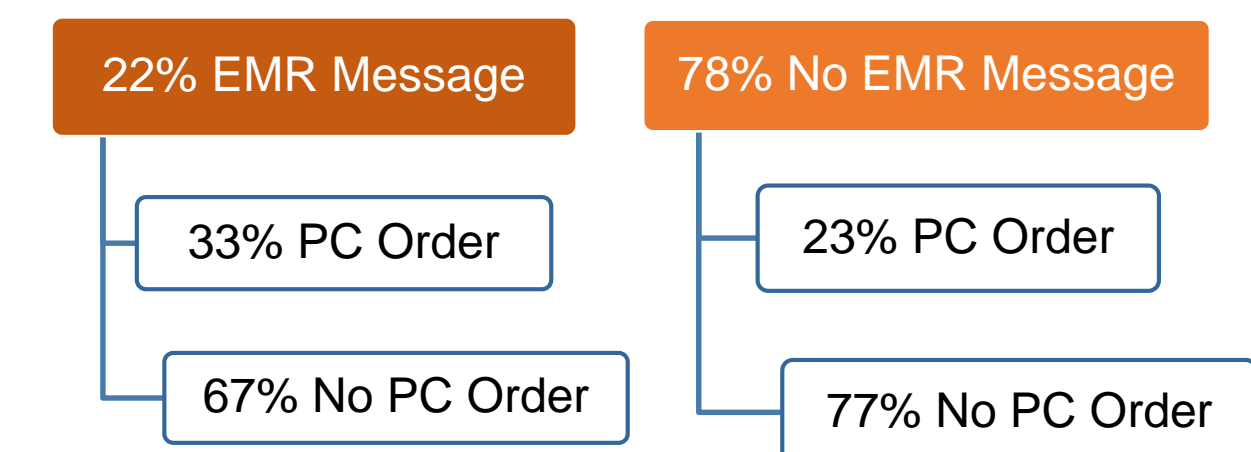 22% EMR Message
33% PC Order
67% No PC Order
78% No EMR Message
23% PC Order
77% No PC Order